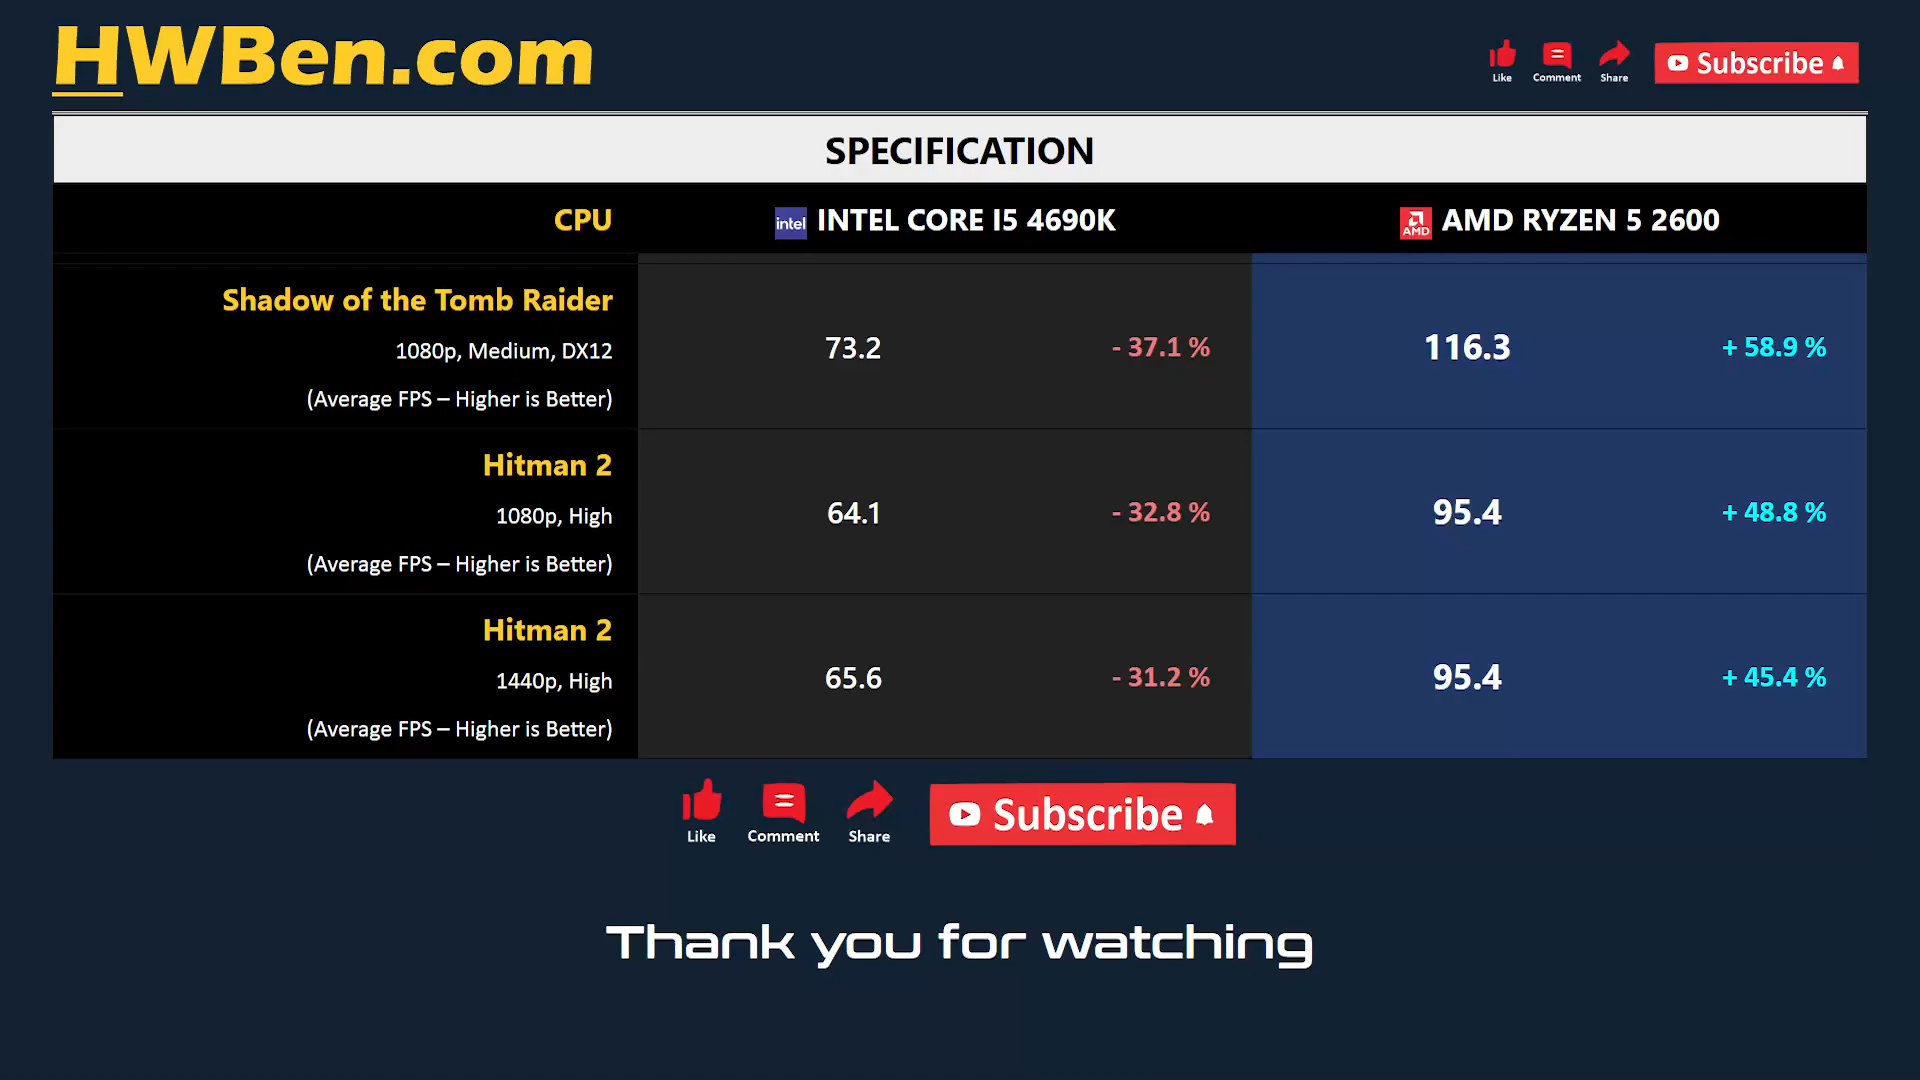 HWBen.com
Like
Comment
Share
Subscribe
SPECIFICATION
CPU
intel INTEL CORE I5 4690K
AMD AMD RYZEN 5 2600
Shadow of the Tomb Raider
1080p, Medium, DX12
(Average FPS – Higher is Better)
73.2
- 37.1 %
116.3
+ 58.9 %
Hitman 2
1080p, High
(Average FPS – Higher is Better)
64.1
- 32.8 %
95.4
+ 48.8 %
Hitman 2
1440p, High
(Average FPS – Higher is Better)
65.6
- 31.2 %
95.4
+ 45.4 %
Like
Comment
Share
Subscribe
Thank you for watching